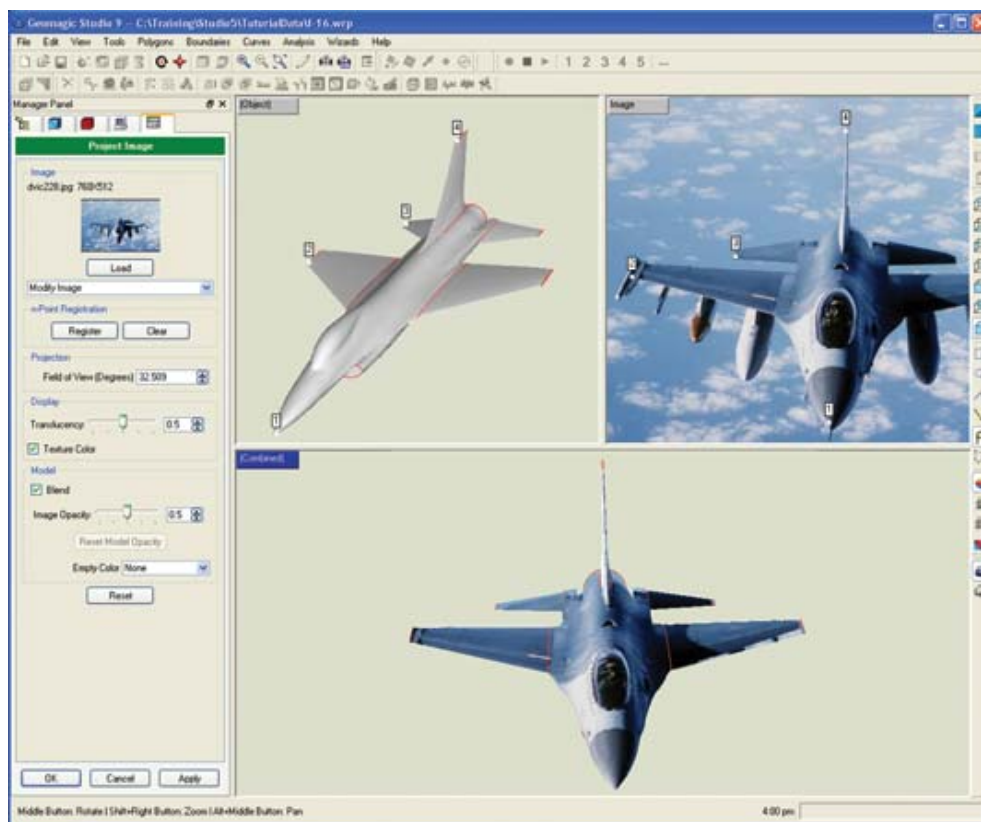 Geomagic Studio 9 - C:\Training\Studio5\TutorialData\f-16.wrp
File Edit View Tools Polygons Boundaries Curves Analysis Wizards Help
1 2 3 4 5
Manager Panel
Project Image
Image
dvic228.jpg: 768X512
Load
Modify Image
n-Point Registration
Register Clear
Projection
Field of View (Degrees) 32.509
Display
Translucency 0.5
Texture Color
Model
Blend
Image Opacity 0.5
Reset Model Opacity
Empty Color None
Reset
OK Cancel Apply
(Object)
4
3
2
1
Image
4
3
1
(Combined)
Middle Button: Rotate | Shift+Right Button: Zoom | Alt+Middle Button: Pan
4:00 pm